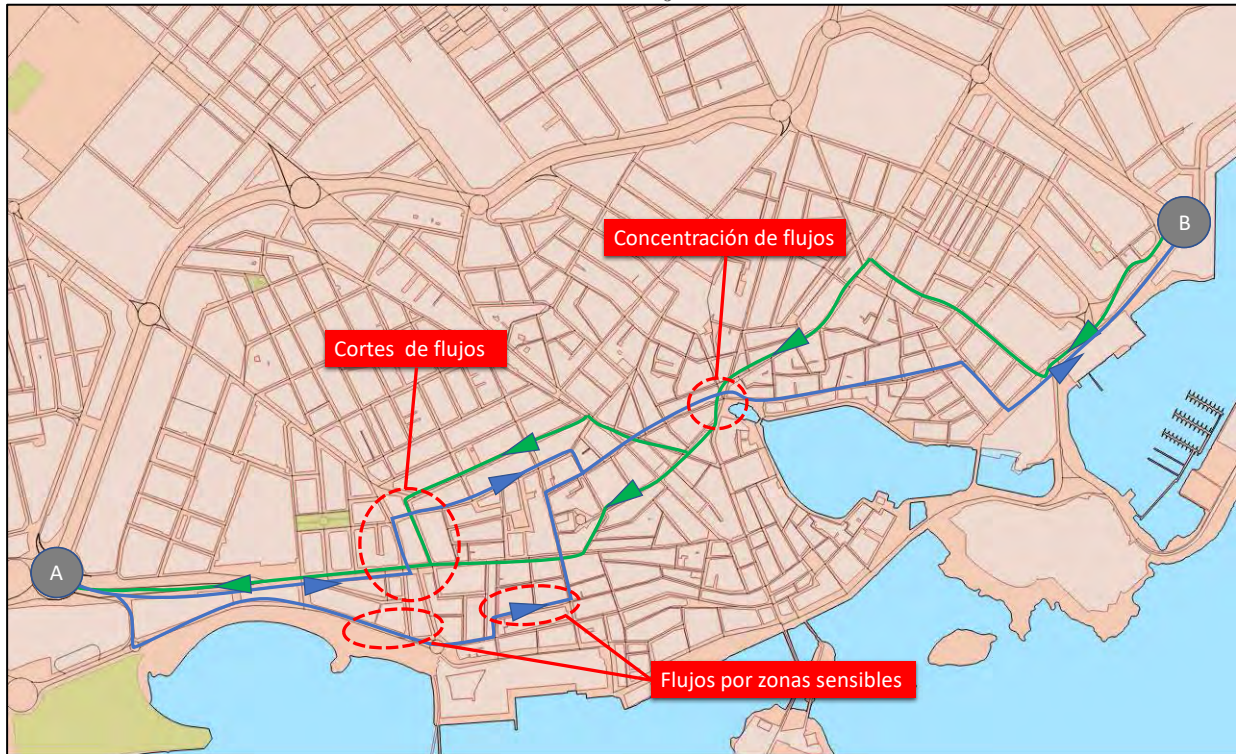 B
Concentración de flujos
Cortes de flujos
A
Flujos por zonas sensibles